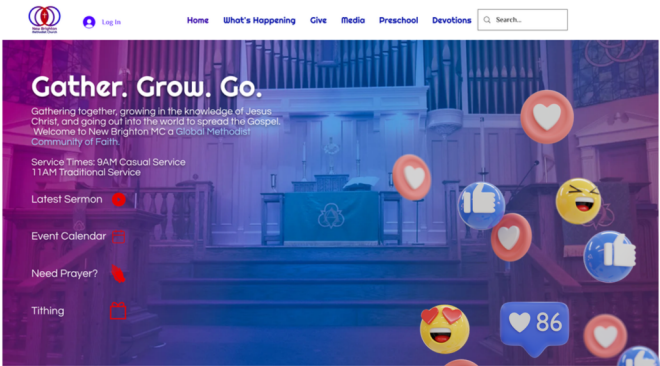 New Brighton
Methodist Church
Log In
Home
What's Happening
Give
Media
Preschool
Devotions
Search...
Gather. Grow. Go.
Gathering together, growing in the knowledge of Jesus
Christ, and going out into the world to spread the Gospel.
Welcome to New Brighton MC a Global Methodist
Community of Faith.
Service Times: 9AM Casual Service
11AM Traditional Service
Latest Sermon
Event Calendar
Need Prayer?
Tithing
86